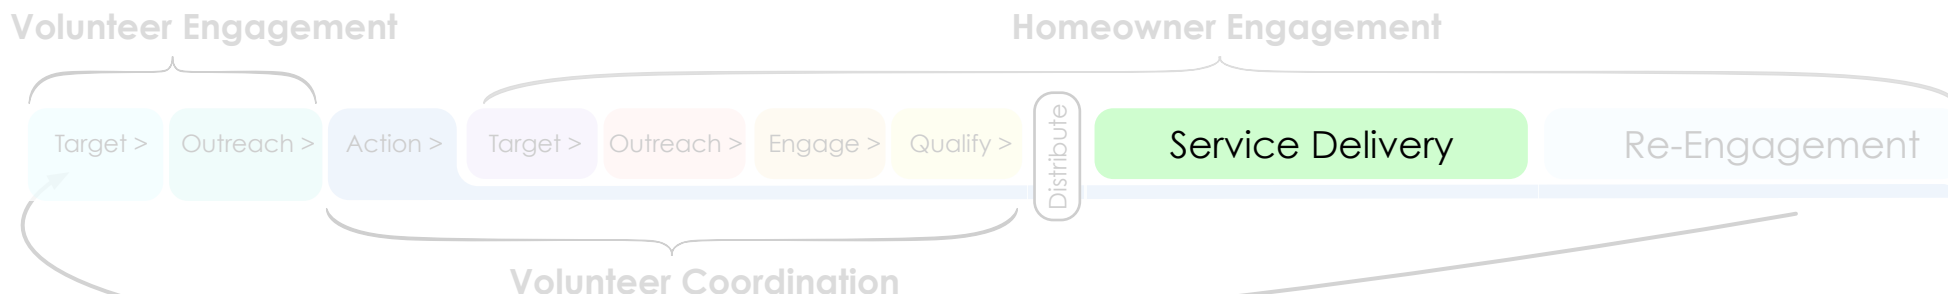 Volunteer Engagement
Homeowner Engagement
Target >
Outreach >
Action >
Target >
Outreach >
Engage >
Qualify >
Distribute
Service Delivery
Re-Engagement
Volunteer Coordination